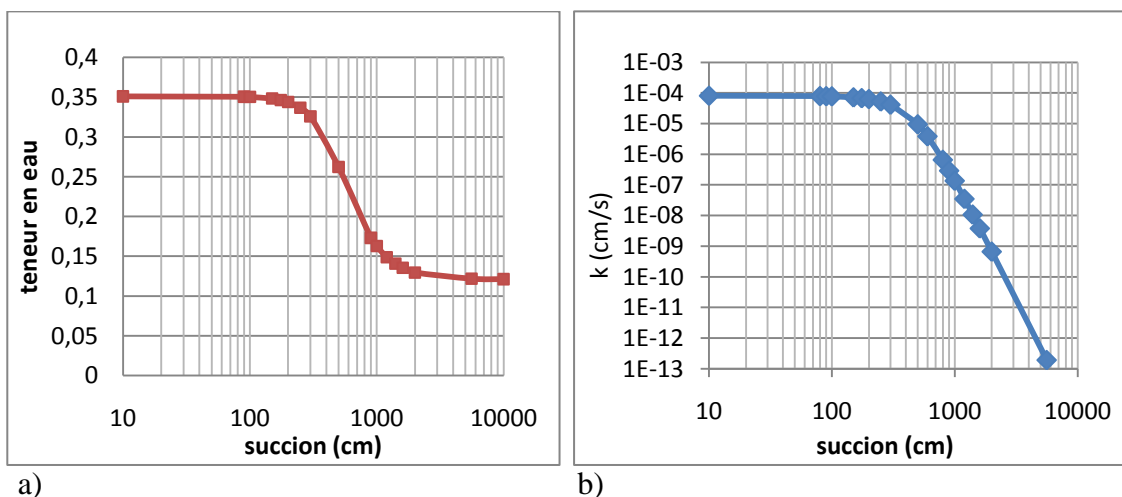 0,4
0,35
0,3
0,25
0,2
0,15
0,1
0,05
0
teneur en eau
10 100 1000 10000
succion (cm)
a)
1E-03
1E-04
1E-05
1E-06
1E-07
1E-08
1E-09
1E-10
1E-11
1E-12
1E-13
k (cm/s)
10 100 1000 10000
succion (cm)
b)